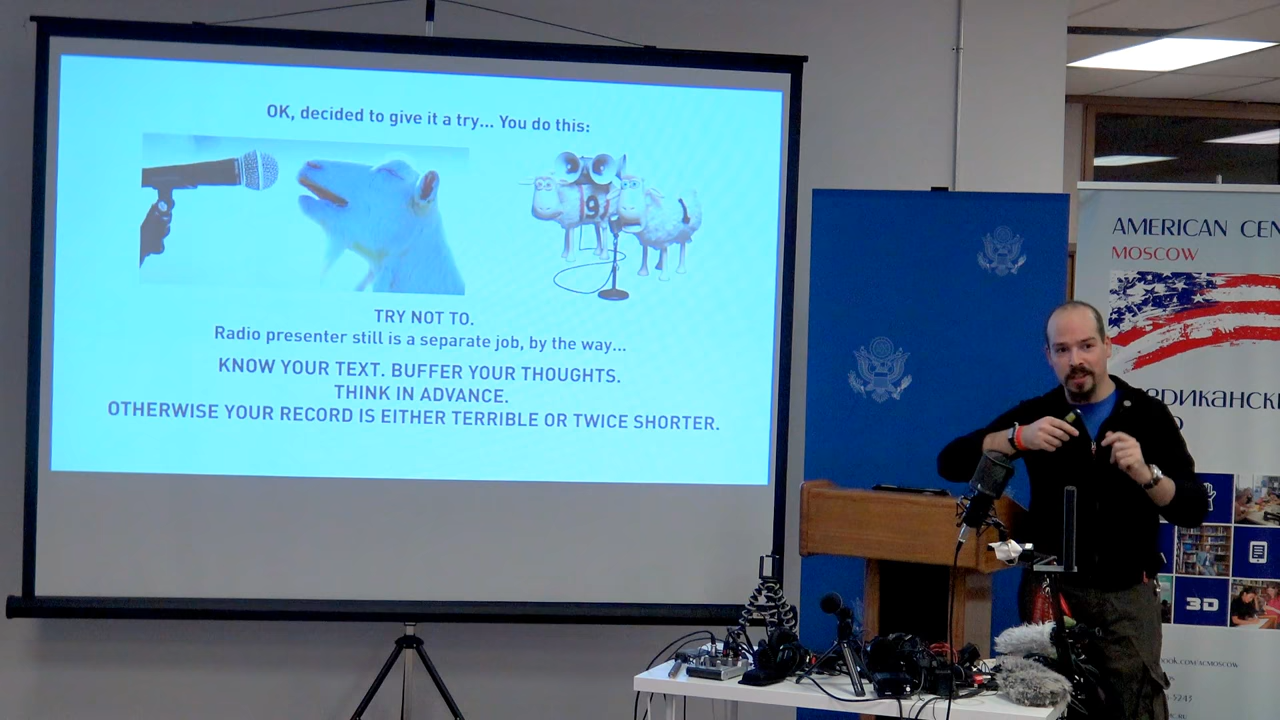 OK, decided to give it a try... You do this:
9
TRY NOT TO.
Radio presenter still is a separate job, by the way...
KNOW YOUR TEXT. BUFFER YOUR THOUGHTS.
THINK IN ADVANCE.
OTHERWISE YOUR RECORD IS EITHER TERRIBLE OR TWICE SHORTER.
AMERICAN CEN
MOSCOW
3D